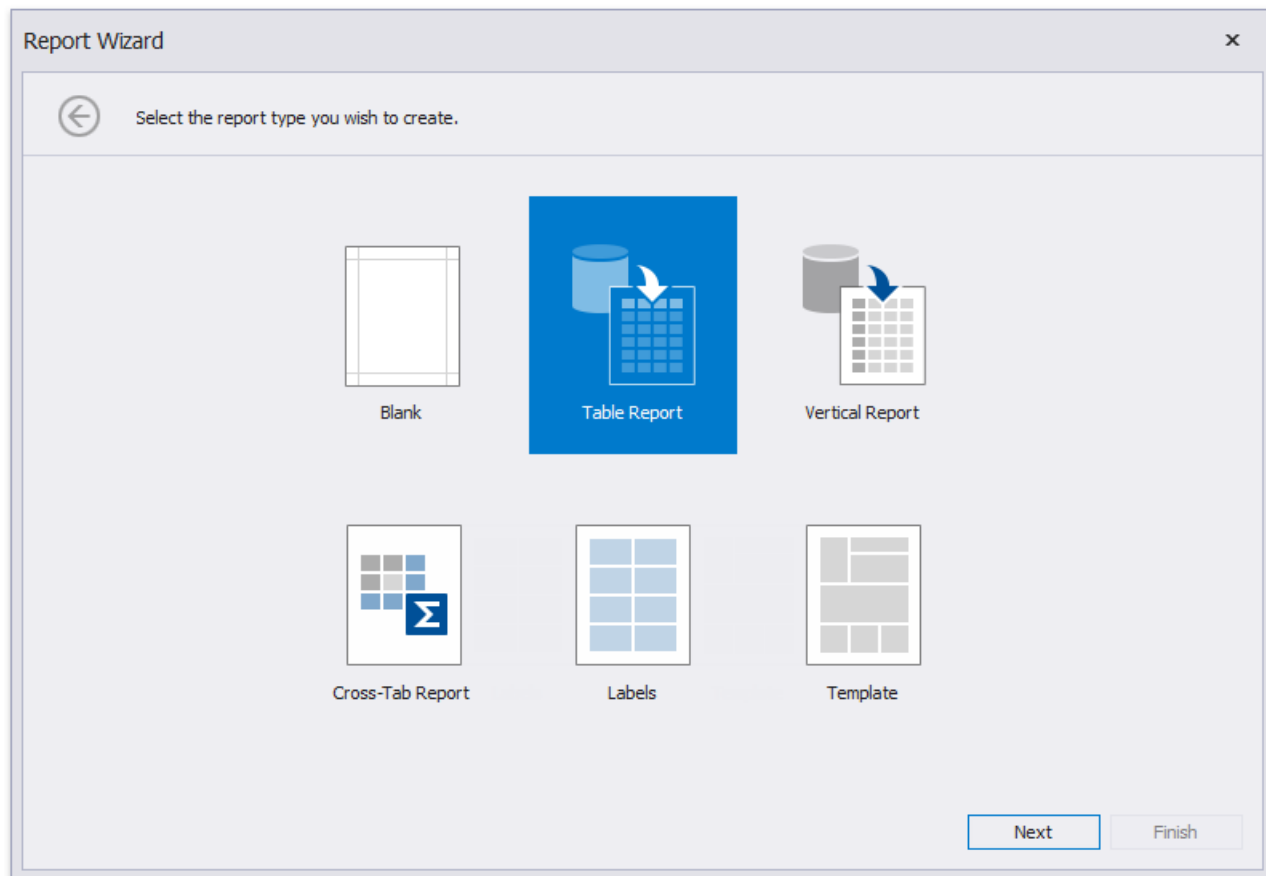 Report Wizard
Select the report type you wish to create.
Blank
Table Report
Vertical Report
Cross-Tab Report
Labels
Template
Next
Finish